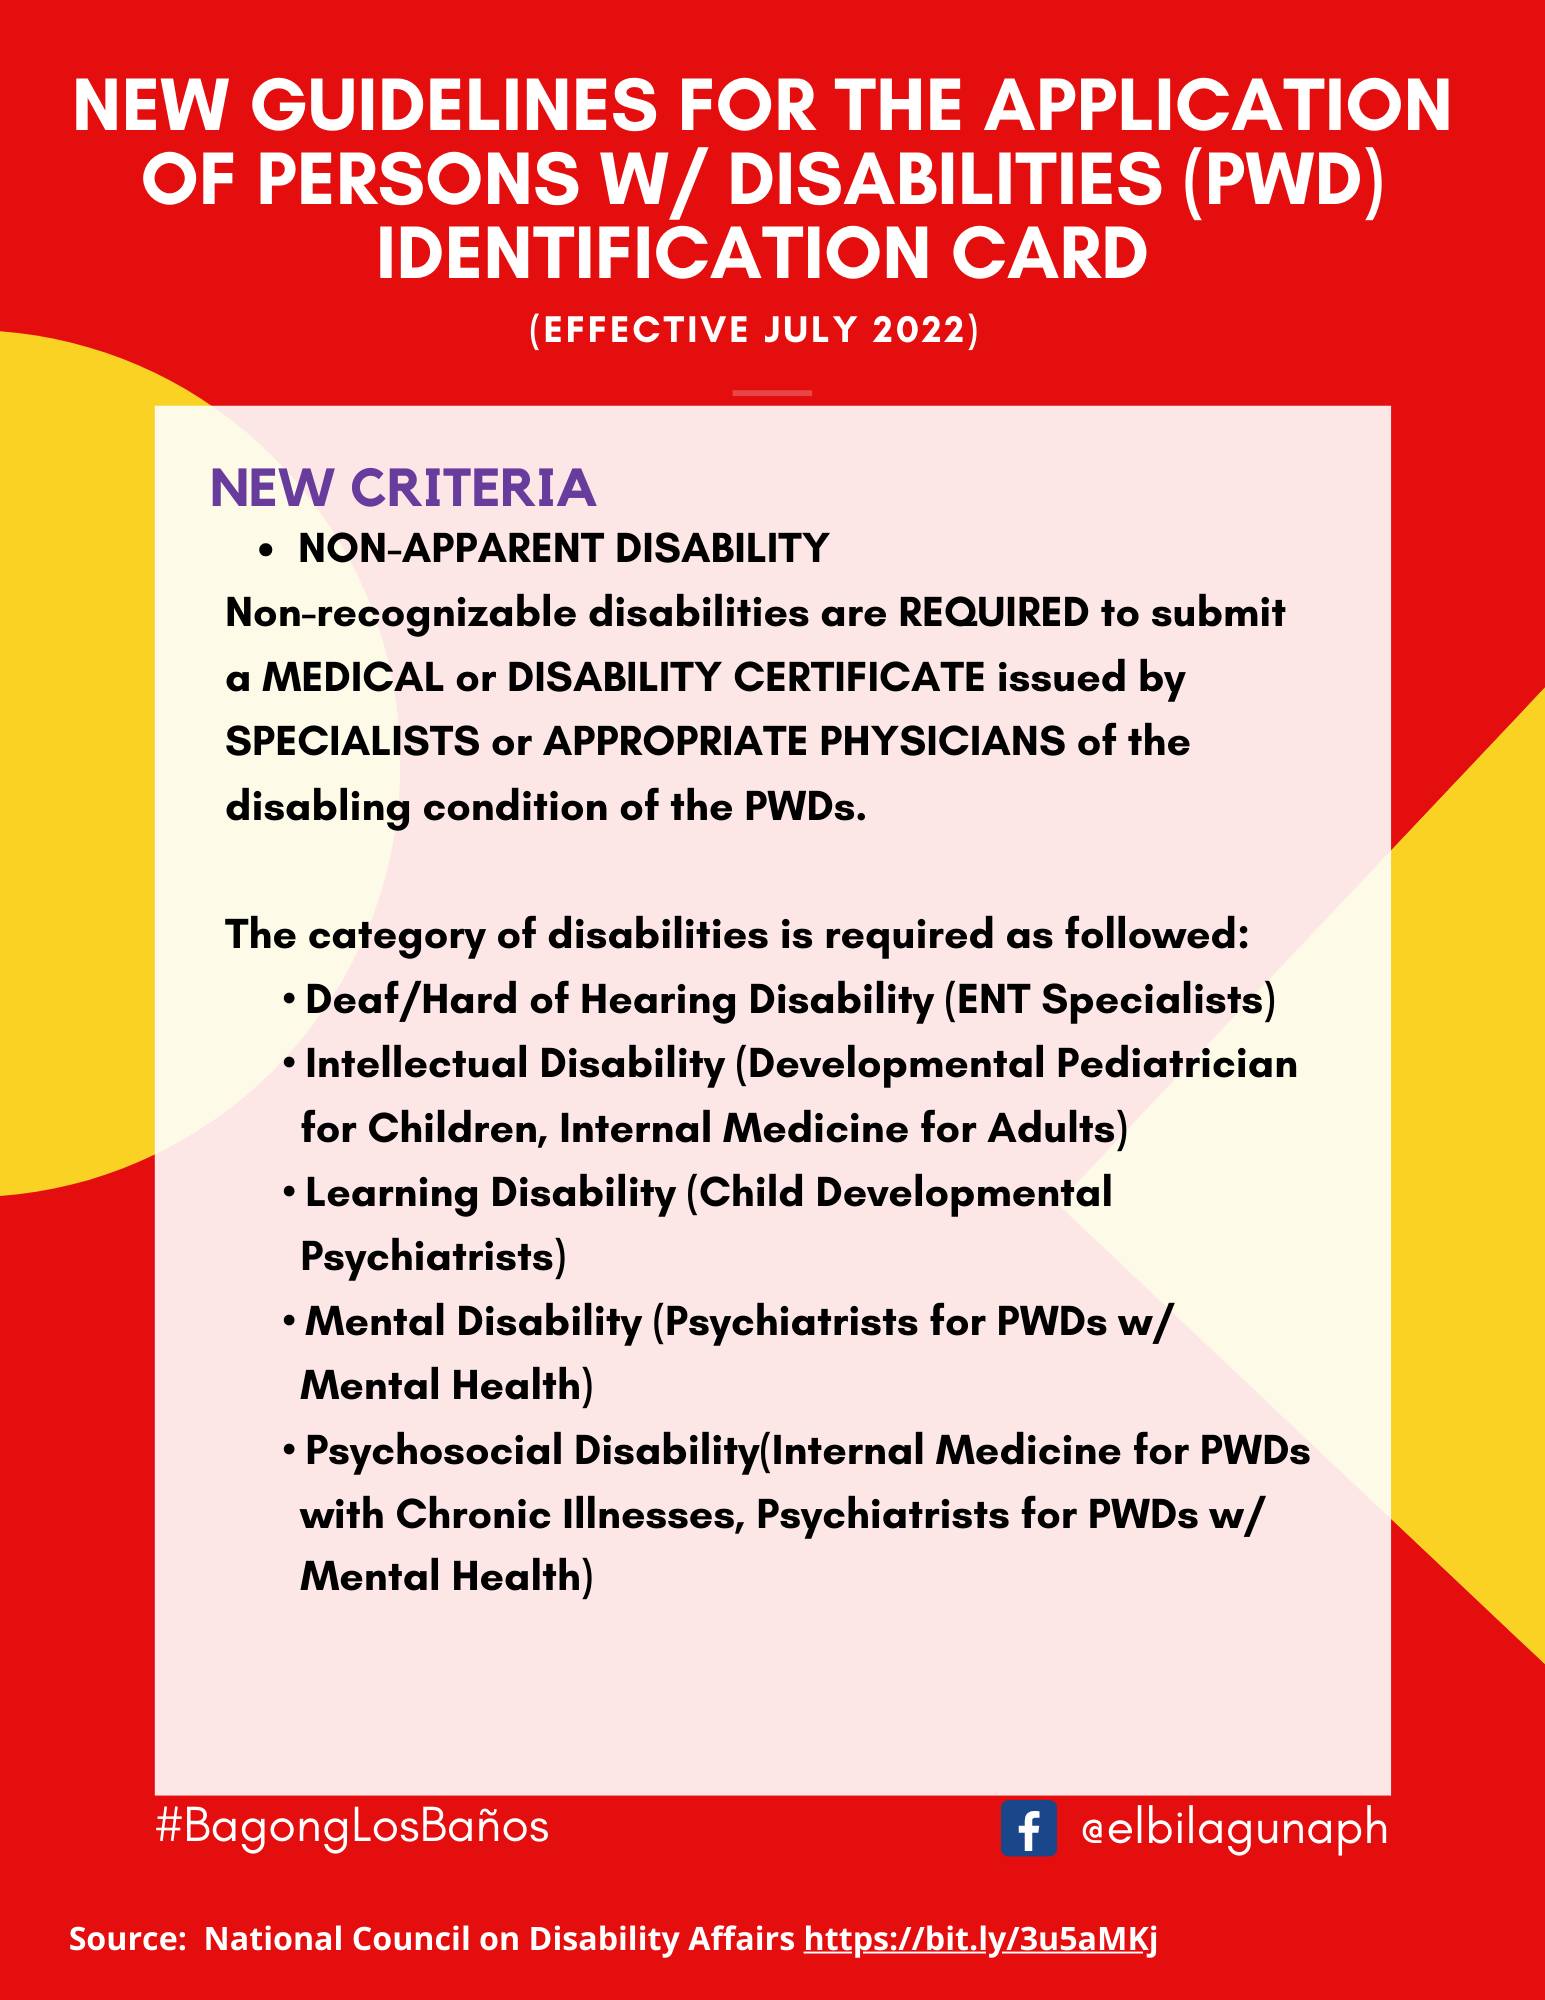 NEW GUIDELINES FOR THE APPLICATION
OF PERSONS W/ DISABILITIES (PWD)
IDENTIFICATION CARD
(EFFECTIVE JULY 2022)
NEW CRITERIA
• NON-APPARENT DISABILITY
Non-recognizable disabilities are REQUIRED to submit
a MEDICAL or DISABILITY CERTIFICATE issued by
SPECIALISTS or APPROPRIATE PHYSICIANS of the
disabling condition of the PWDs.
The category of disabilities is required as followed:
• Deaf/Hard of Hearing Disability (ENT Specialists)
• Intellectual Disability (Developmental Pediatrician
for Children, Internal Medicine for Adults)
• Learning Disability (Child Developmental
Psychiatrists)
• Mental Disability (Psychiatrists for PWDs w/
Mental Health)
• Psychosocial Disability(Internal Medicine for PWDs
with Chronic Illnesses, Psychiatrists for PWDs w/
Mental Health)
#BagongLosBaños
f @elbilagunaph
Source: National Council on Disability Affairs https://bit.ly/3u5aMKj